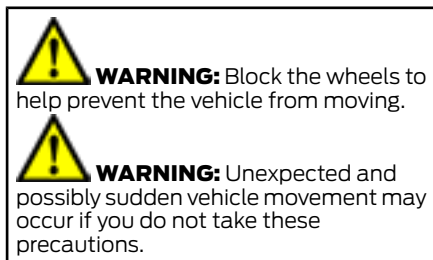 WARNING: Block the wheels to
help prevent the vehicle from moving.
WARNING: Unexpected and
possibly sudden vehicle movement may
occur if you do not take these
precautions.